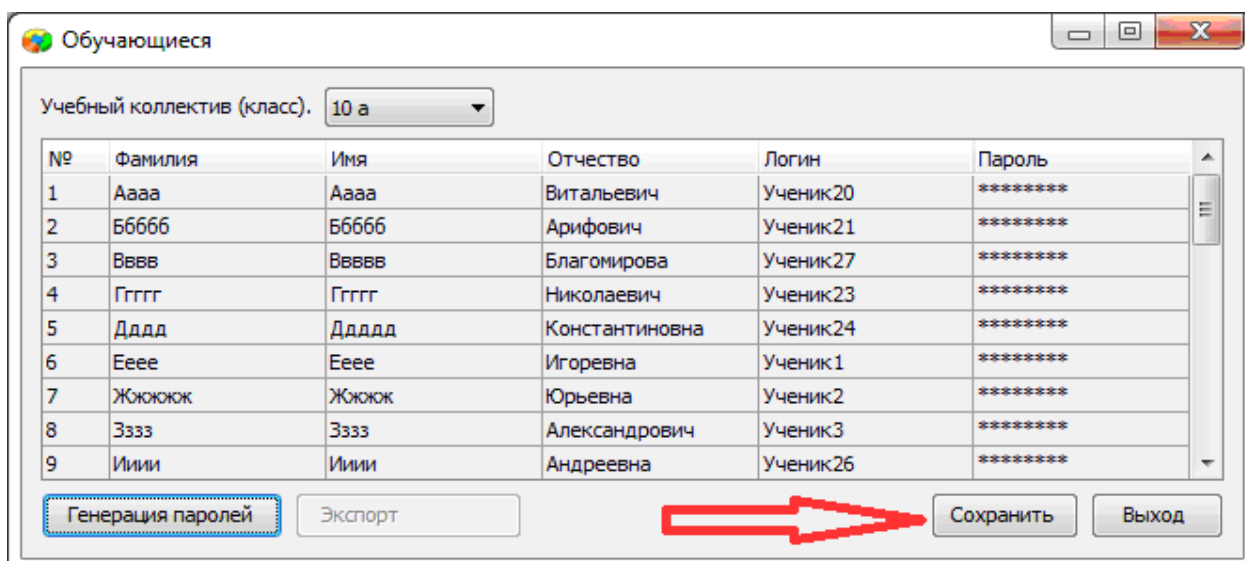 Обучающиеся
Учебный коллектив (класс). 10 а
№ Фамилия Имя Отчество Логин Пароль
1 Аааа Аааа Витальевич Ученик20 ********
2 Ббббб Ббббб Арифович Ученик21 ********
3 Вввв Ввввв Благомирова Ученик27 ********
4 Ггггг Ггггг Николаевич Ученик23 ********
5 Дддд Ддддд Константиновна Ученик24 ********
6 Ееее Ееее Игоревна Ученик1 ********
7 Жжжжж Жжжж Юрьевна Ученик2 ********
8 Зззз Зззз Александрович Ученик3 ********
9 Ииии Ииии Андреевна Ученик26 ********
Генерация паролей Экспорт Сохранить Выход